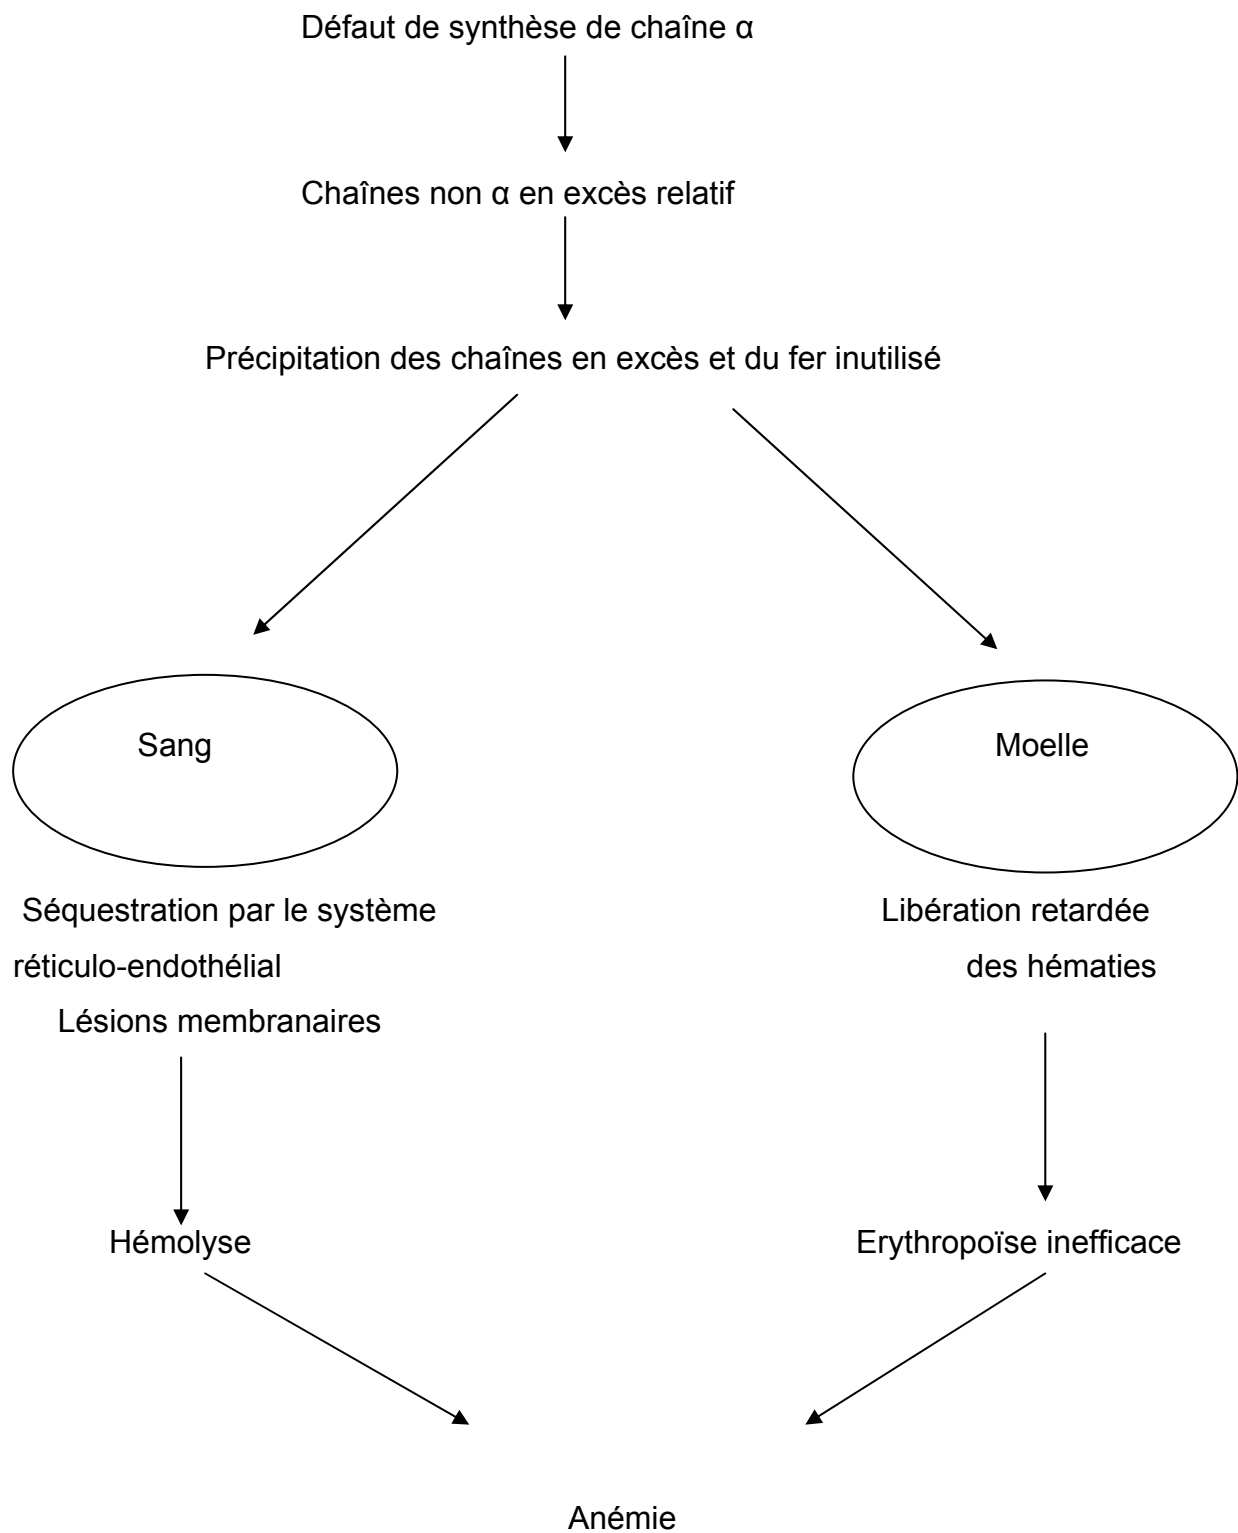 Défaut de synthèse de chaîne α
Chaînes non α en excès relatif
Précipitation des chaînes en excès et du fer inutilisé
Sang
Moelle
Séquestration par le système
réticulo-endothélial
Lésions membranaires
Libération retardée
des hématies
Hémolyse
Erythropoïse inefficace
Anémie